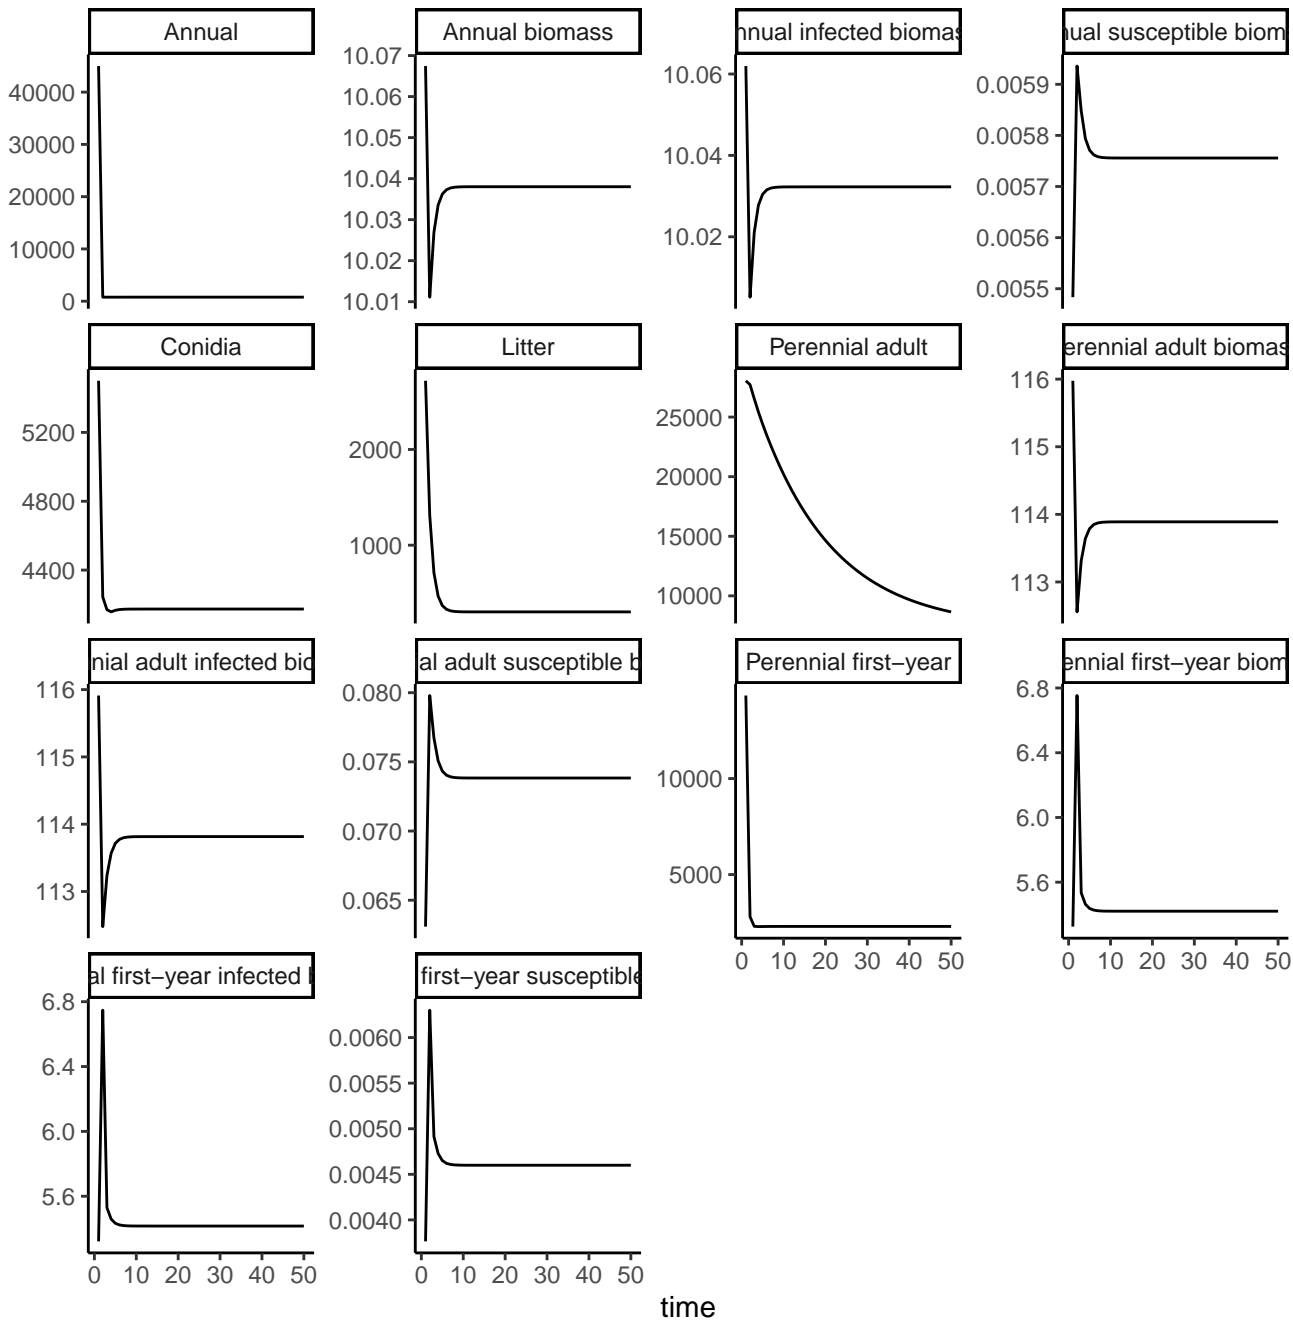 Annual
Annual biomass
nnual infected biomas
nual susceptible biom
40000
30000
20000
10000
0
10.07
10.06
10.05
10.04
10.03
10.02
10.01
10.06
10.04
10.02
0.0059
0.0058
0.0057
0.0056
0.0055
Conidia
Litter
Perennial adult
erennial adult biomas
5200
4800
4400
2000
1000
25000
20000
15000
10000
116
115
114
113
nial adult infected bio
al adult susceptible b
Perennial first−year
ennial first−year biom
116
115
114
113
0.080
0.075
0.070
0.065
10000
5000
6.8
6.4
6.0
5.6
0 10 20 30 40 50
0 10 20 30 40 50
al first−year infected b
first−year susceptible
6.8
6.4
6.0
5.6
0.0060
0.0055
0.0050
0.0045
0.0040
0 10 20 30 40 50
0 10 20 30 40 50
time